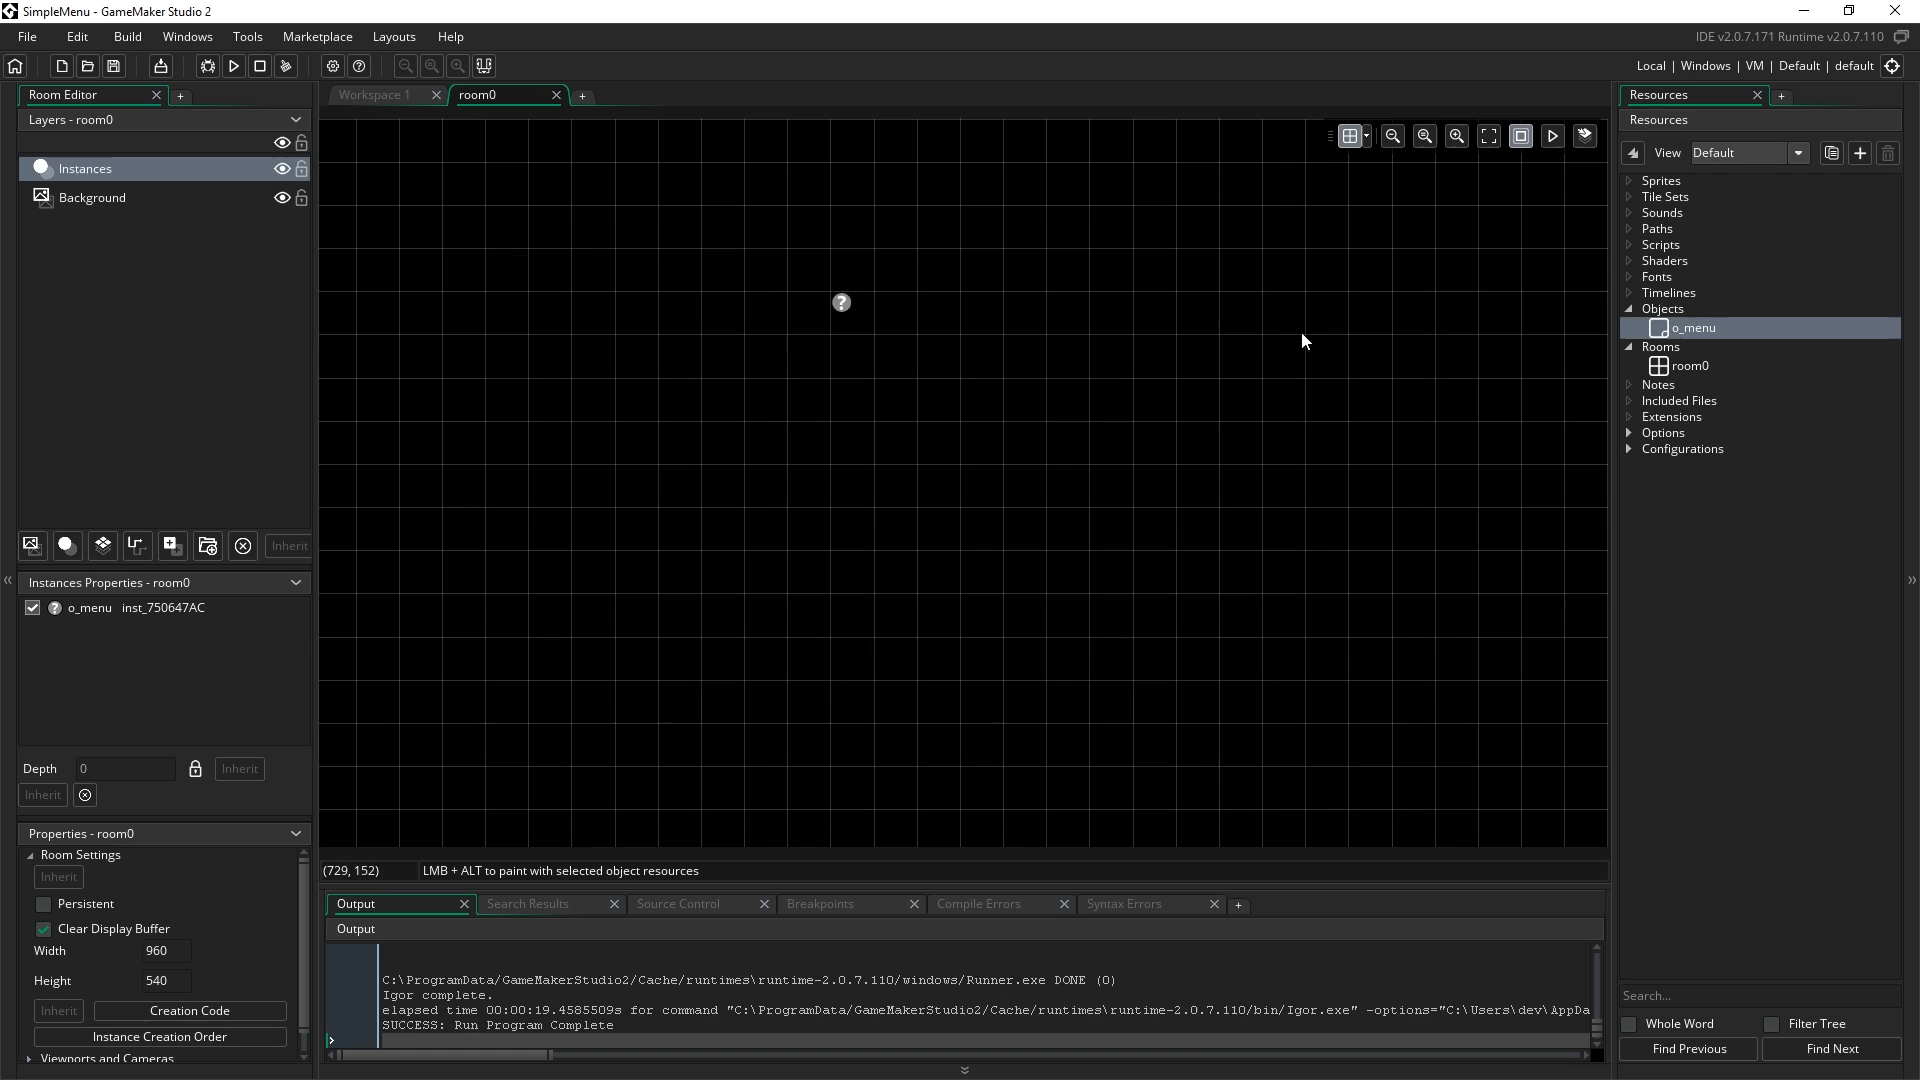 SimpleMenu - GameMaker Studio 2
File Edit Build Windows Tools Marketplace Layouts Help
IDE v2.0.7.171 Runtime v2.0.7.110
Local | Windows | VM | Default | default
Room Editor
Layers - room0
Instances
Background
Inherit
Instances Properties - room0
o_menu inst_750647AC
Depth 0 Inherit
Inherit
Properties - room0
Room Settings
Inherit
Persistent
Clear Display Buffer
Width 960
Height 540
Inherit Creation Code
Instance Creation Order
Viewports and Cameras
Workspace 1 room0
(729, 152) LMB + ALT to paint with selected object resources
Output Search Results Source Control Breakpoints Compile Errors Syntax Errors
Output
C:\ProgramData/GameMakerStudio2/Cache/runtimes\runtime-2.0.7.110/windows/Runner.exe DONE (0)
Igor complete.
elapsed time 00:00:19.4585509s for command "C:\ProgramData/GameMakerStudio2/Cache/runtimes\runtime-2.0.7.110/bin/Igor.exe" -options="C:\Users\dev\AppDa
SUCCESS: Run Program Complete
Resources
Resources
View Default
Sprites
Tile Sets
Sounds
Paths
Scripts
Shaders
Fonts
Timelines
Objects
o_menu
Rooms
room0
Notes
Included Files
Extensions
Options
Configurations
Search...
Whole Word Filter Tree
Find Previous Find Next